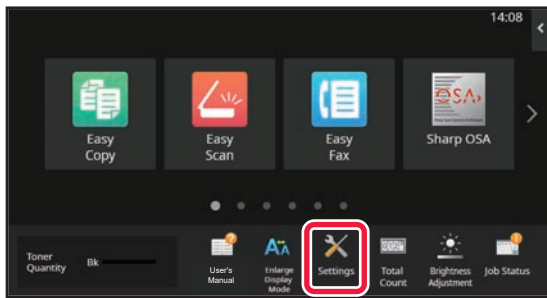 14:08
Easy
Copy
Easy
Scan
Easy
Fax
OSA
Sharp OSA
Toner
Quantity
Bk
User's
Manual
Enlarge
Display
Mode
Settings
Total
Count
Brightness
Adjustment
Job Status